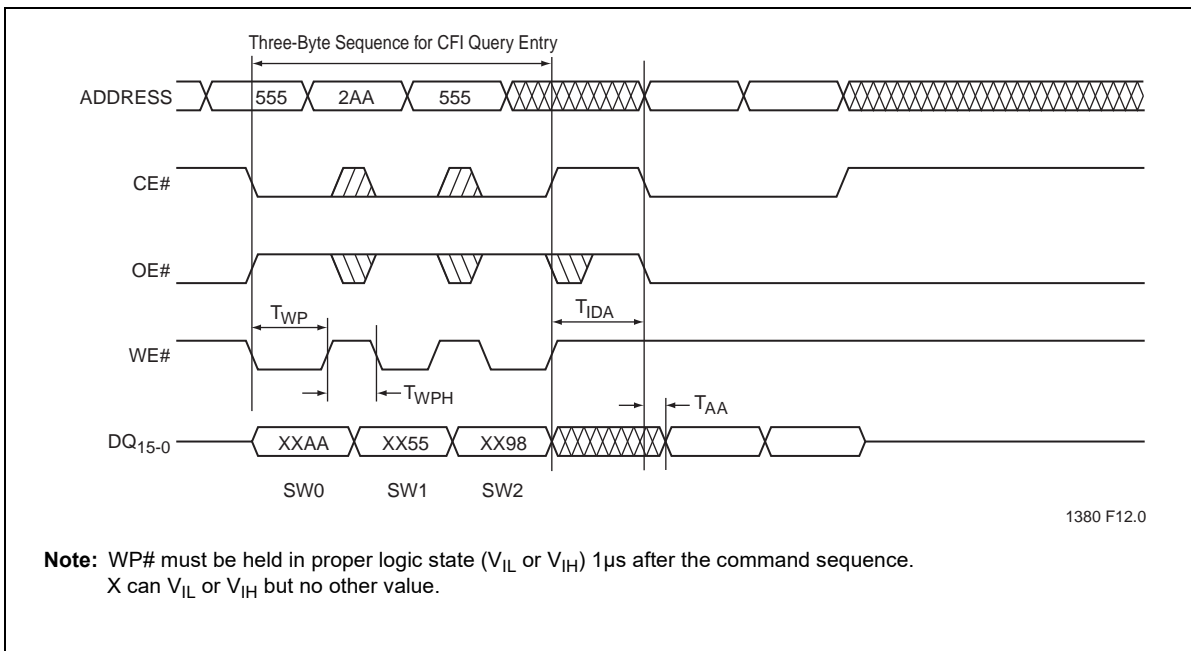 Three-Byte Sequence for CFI Query Entry
ADDRESS 555 2AA 555
CE#
OE#
TWP TIDA
WE#
TWPH TAA
DQ15-0 XXAA XX55 XX98
SW0 SW1 SW2
1380 F12.0
Note: WP# must be held in proper logic state (VIL or VIH) 1µs after the command sequence.
X can VIL or VIH but no other value.